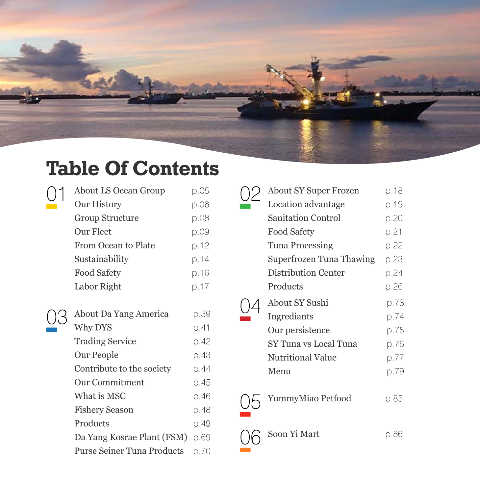 Table Of Contents
01
About LS Ocean Group p.05
Our History p.08
Group Structure p.08
Our Fleet p.09
From Ocean to Plate p.12
Sustainability p.14
Food Safety p.16
Labor Right p.17
02
About SY Super Frozen p.18
Location advantage p.19
Sanitation Control p.20
Food Safety p.21
Tuna Processing p.22
Superfrozen Tuna Thawing p.23
Distribution Center p.24
Products p.26
03
About Da Yang America p.39
Why DYS p.41
Trading Service p.42
Our People p.43
Contribute to the society p.44
Our Commitment p.45
What is MSC p.46
Fishery Season p.48
Products p.49
Da Yang Kosrae Plant (FSM) p.69
Purse Seiner Tuna Products p.70
04
About SY Sushi
Ingrediants p.74
Our persistence
SY Tuna vs Local Tuna
Nutritional Value p.77
Menu p.79
05
YummyMiao Petfood
06
Soon Yi Mart p.86